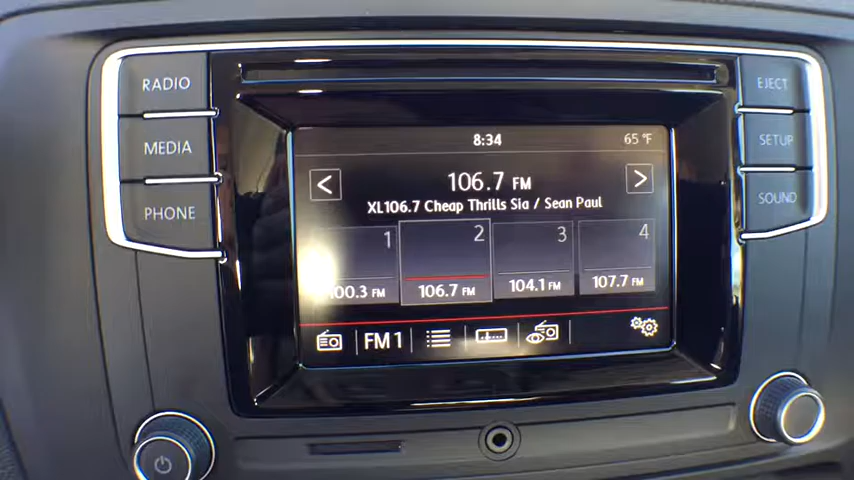 RADIO
MEDIA
PHONE
EJECT
SETUP
SOUND
8:34
65 °F
<
106.7 FM
>
XL106.7 Cheap Thrills Sia / Sean Paul
1
2
3
4
100.3 FM
106.7 FM
104.1 FM
107.7 FM
FM 1